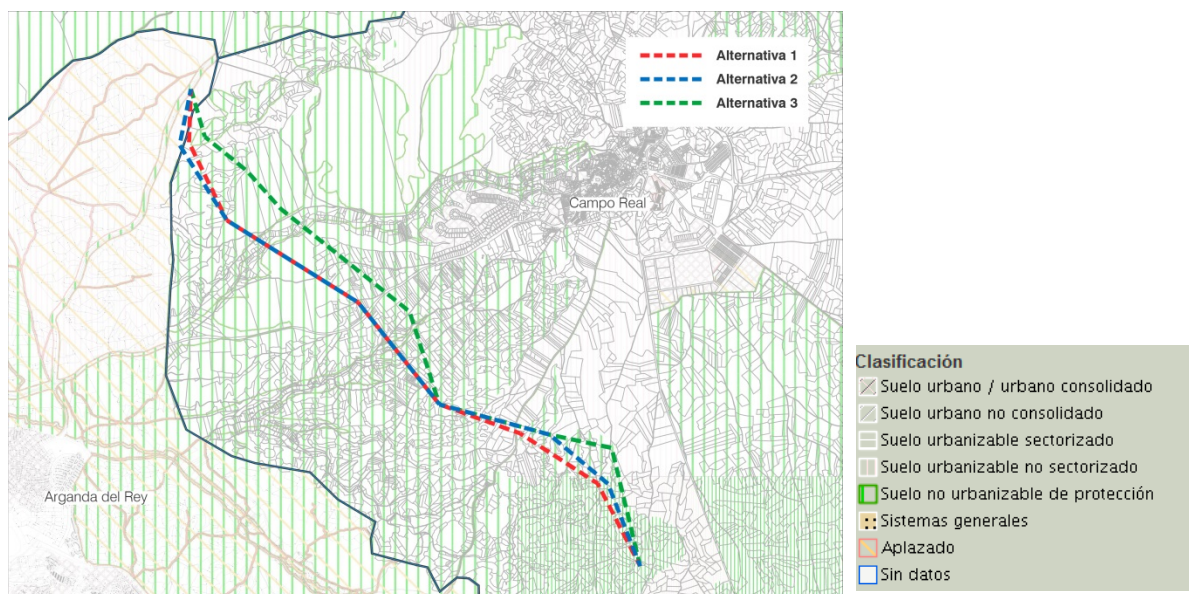 Alternativa 1
Alternativa 2
Alternativa 3
Campo Real
Arganda del Rey
Clasificación
Suelo urbano / urbano consolidado
Suelo urbano no consolidado
Suelo urbanizable sectorizado
Suelo urbanizable no sectorizado
Suelo no urbanizable de protección
Sistemas generales
Aplazado
Sin datos